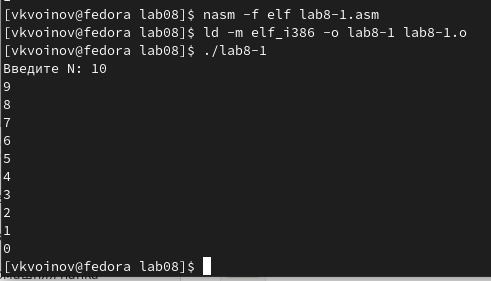 [vkvoinov@fedora lab08]$ nasm -f elf lab8-1.asm
[vkvoinov@fedora lab08]$ ld -m elf_i386 -o lab8-1 lab8-1.o
[vkvoinov@fedora lab08]$ ./lab8-1
Введите N: 10
9
8
7
6
5
4
3
2
1
0
[vkvoinov@fedora lab08]$